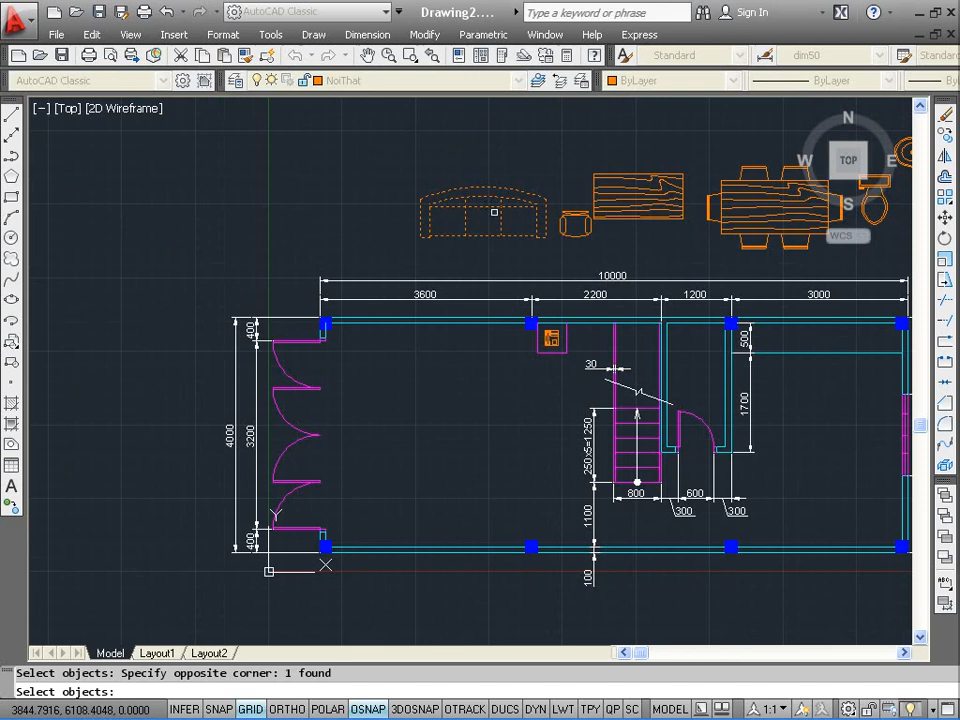 AutoCAD Classic
Drawing2....
Type a keyword or phrase
Sign In
File Edit View Insert Format Tools Draw Dimension Modify Parametric Window Help Express
Standard
dim50
Standard
AutoCAD Classic
NoiThat
ByLayer
ByLayer
[−] [Top] [2D Wireframe]
N
W TOP E
S
WCS
10000
3600 2200 1200 3000
400
500
30
1700
4000
3200
250x5=1250
800 600
300 300
1100
400
100
Y
X
A
ABC
Model Layout1 Layout2
Select objects: Specify opposite corner: 1 found
Select objects:
3844.7916, 6108.4048, 0.0000 INFER SNAP GRID ORTHO POLAR OSNAP 3DOSNAP OTRACK DUCS DYN LWT TPY QP SC MODEL 1:1